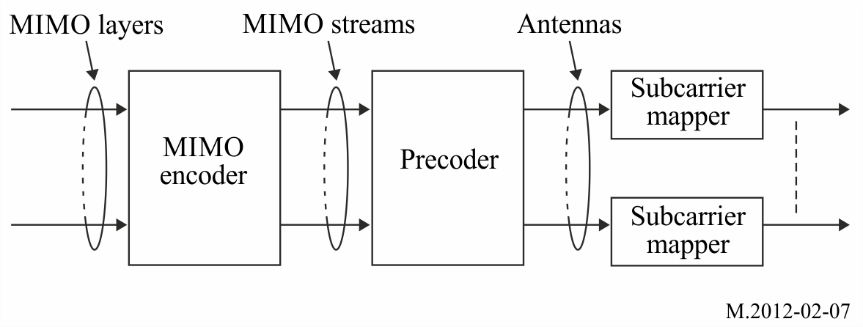 MIMO layers
MIMO streams
Antennas
MIMO
encoder
Precoder
Subcarrier
mapper
Subcarrier
mapper
M.2012-02-07